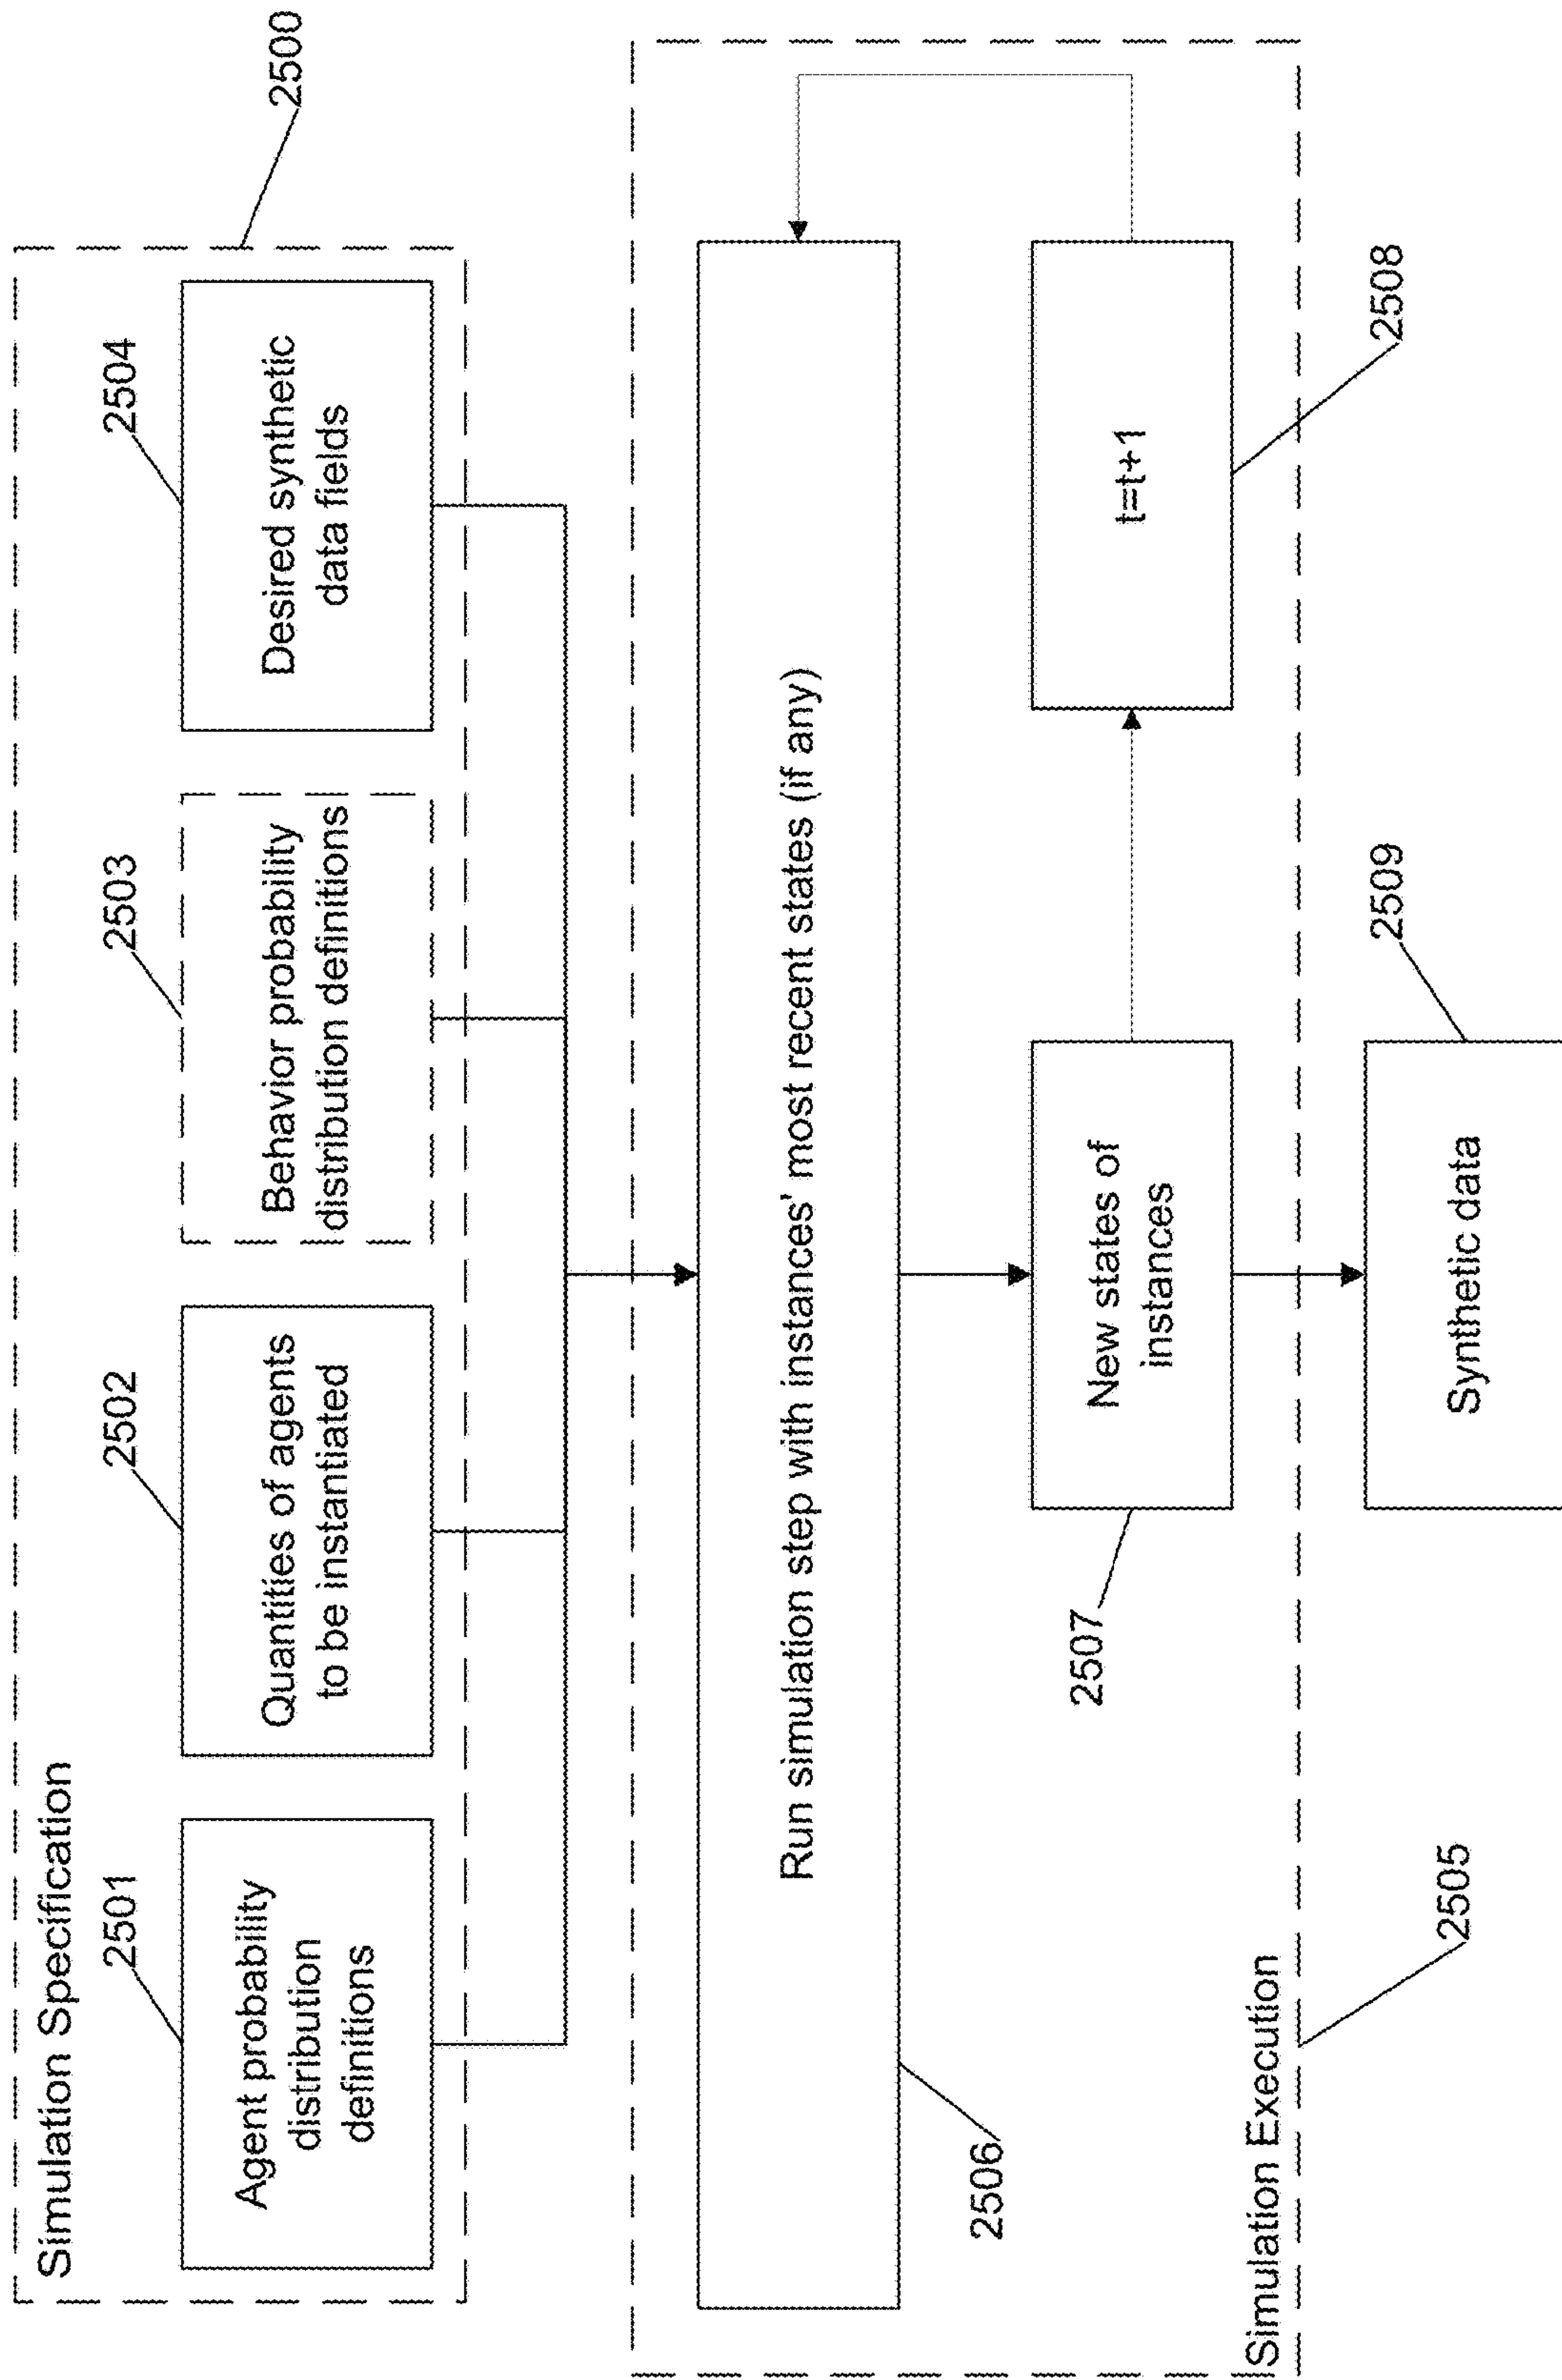 Simulation Specification
2500
2501
Agent probability
distribution
definitions
2502
Quantities of agents
to be instantiated
2503
Behavior probability
distribution definitions
2504
Desired synthetic
data fields
Run simulation step with instances' most recent states (if any)
2506
2507
New states of
instances
t=t+1
2508
Simulation Execution
2505
Synthetic data
2509